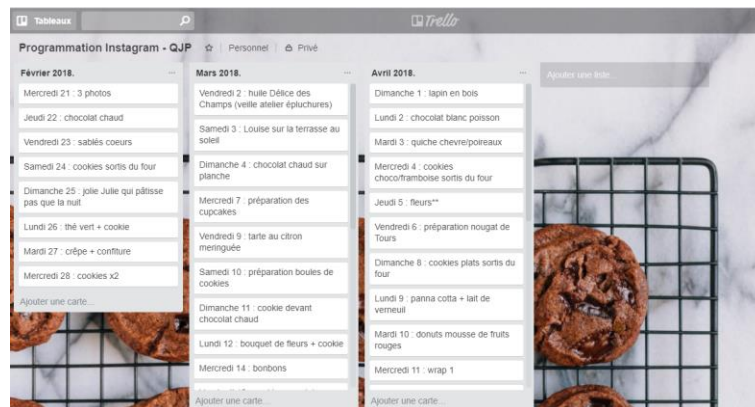 Tableaux
Trello
Programmation Instagram - QJP
Personnel
Privé
Février 2018.
Mercredi 21 : 3 photos
Jeudi 22 : chocolat chaud
Vendredi 23 : sablés coeurs
Samedi 24 : cookies sortis du four
Dimanche 25 : jolie Julie qui pâtisse
pas que la nuit
Lundi 26 : thé vert + cookie
Mardi 27 : crêpe + confiture
Mercredi 28 : cookies x2
Ajouter une carte...
Mars 2018.
Vendredi 2 : huile Délice des
Champs (veille atelier épluchures)
Samedi 3 : Louise sur la terrasse au
soleil
Dimanche 4 : chocolat chaud sur
planche
Mercredi 7 : préparation des
cupcakes
Vendredi 9 : tarte au citron
meringuée
Samedi 10 : préparation boules de
cookies
Dimanche 11 : cookie devant
chocolat chaud
Lundi 12 : bouquet de fleurs + cookie
Mercredi 14 : bonbons
Ajouter une carte...
Avril 2018.
Dimanche 1 : lapin en bois
Lundi 2 : chocolat blanc poisson
Mardi 3 : quiche chevre/poireaux
Mercredi 4 : cookies
choco/framboise sortis du four
Jeudi 5 : fleurs**
Vendredi 6 : préparation nougat de
Tours
Dimanche 8 : cookies plats sortis du
four
Lundi 9 : panna cotta + lait de
verneuil
Mardi 10 : donuts mousse de fruits
rouges
Mercredi 11 : wrap 1
Ajouter une carte...
Ajouter une liste...